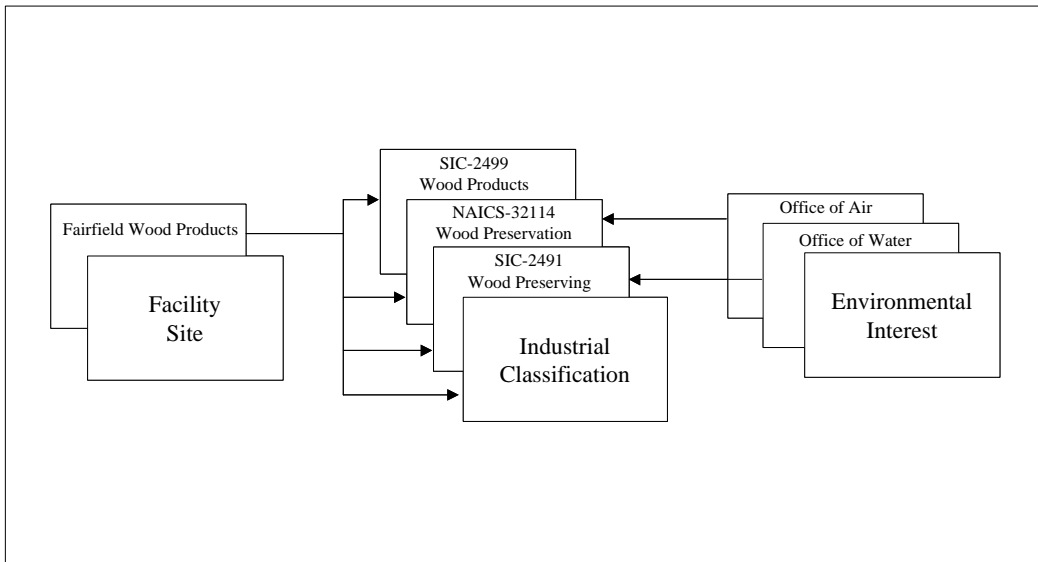 Fairfield Wood Products
Facility
Site
SIC-2499
Wood Products
NAICS-32114
Wood Preservation
SIC-2491
Wood Preserving
Industrial
Classification
Office of Air
Office of Water
Environmental
Interest